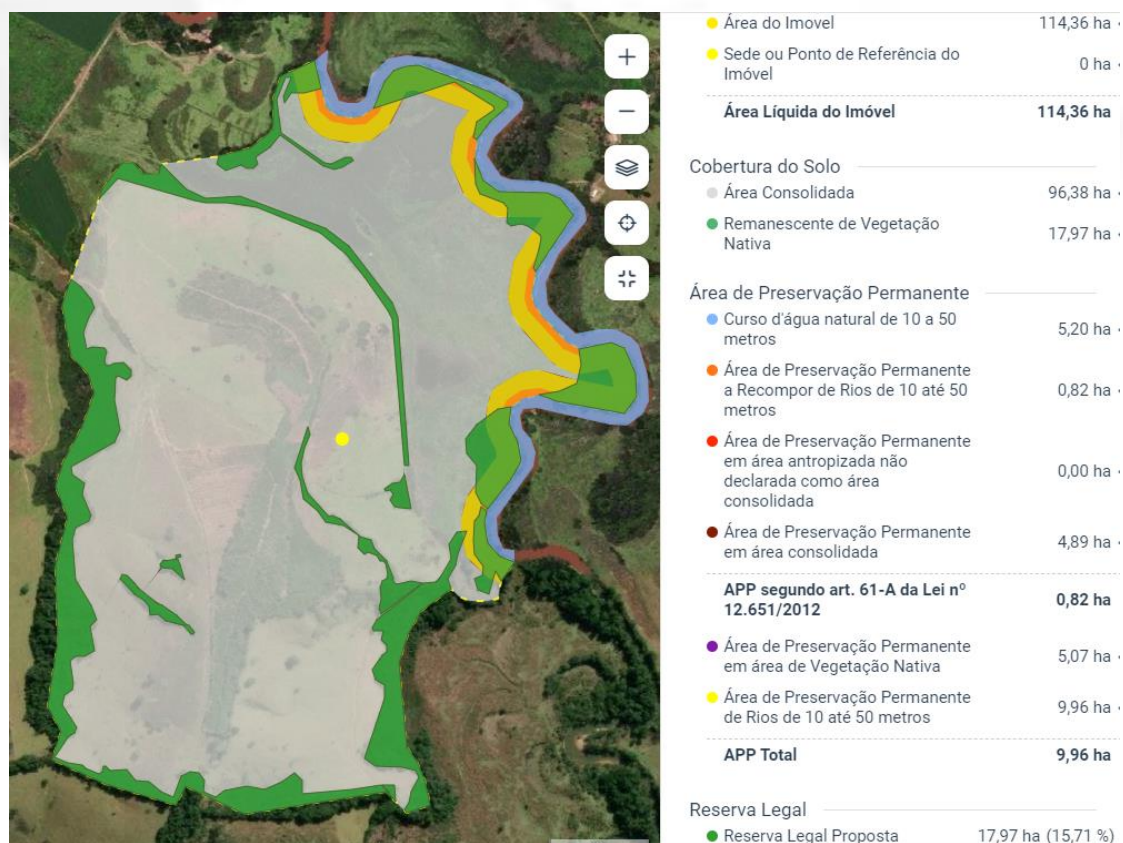 Área do Imovel 114,36 ha
Sede ou Ponto de Referência do
Imóvel 0 ha
Área Líquida do Imóvel 114,36 ha
Cobertura do Solo
Área Consolidada 96,38 ha
Remanescente de Vegetação
Nativa 17,97 ha
Área de Preservação Permanente
Curso d'água natural de 10 a 50
metros 5,20 ha
Área de Preservação Permanente
a Recompor de Rios de 10 até 50
metros 0,82 ha
Área de Preservação Permanente
em área antropizada não
declarada como área
consolidada 0,00 ha
Área de Preservação Permanente
em área consolidada 4,89 ha
APP segundo art. 61-A da Lei nº
12.651/2012 0,82 ha
Área de Preservação Permanente
em área de Vegetação Nativa 5,07 ha
Área de Preservação Permanente
de Rios de 10 até 50 metros 9,96 ha
APP Total 9,96 ha
Reserva Legal
Reserva Legal Proposta 17,97 ha (15,71 %)